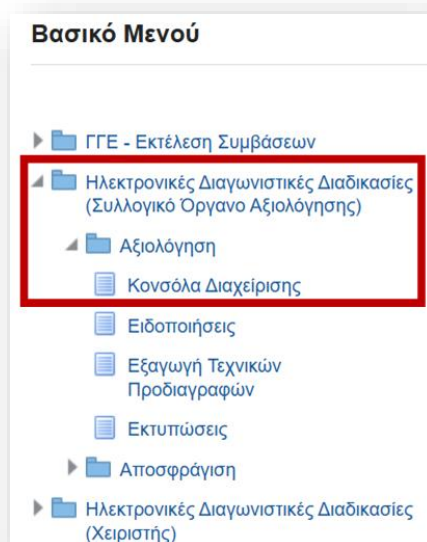 Βασικό Μενού
ΓΓΕ - Εκτέλεση Συμβάσεων
Ηλεκτρονικές Διαγωνιστικές Διαδικασίες
(Συλλογικό Όργανο Αξιολόγησης)
Αξιολόγηση
Κονσόλα Διαχείρισης
Ειδοποιήσεις
Εξαγωγή Τεχνικών
Προδιαγραφών
Εκτυπώσεις
Αποσφράγιση
Ηλεκτρονικές Διαγωνιστικές Διαδικασίες
(Χειριστής)